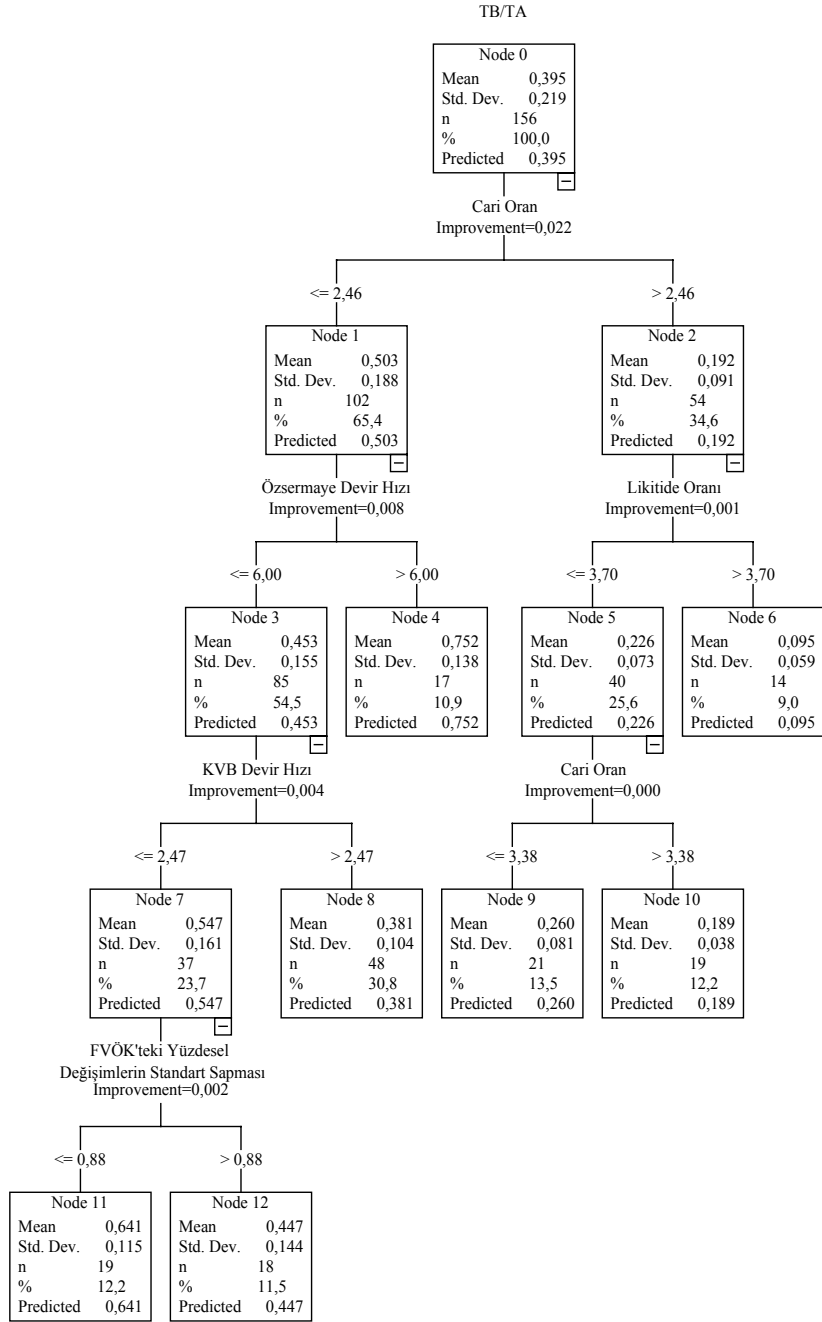 TB/TA
Node 0
Mean 0,395
Std. Dev. 0,219
n 156
% 100,0
Predicted 0,395
Cari Oran
Improvement=0,022
<= 2,46
> 2,46
Node 1
Mean 0,503
Std. Dev. 0,188
n 102
% 65,4
Predicted 0,503
Node 2
Mean 0,192
Std. Dev. 0,091
n 54
% 34,6
Predicted 0,192
Özsermaye Devir Hızı
Improvement=0,008
Likitide Oranı
Improvement=0,001
<= 6,00
> 6,00
<= 3,70
> 3,70
Node 3
Mean 0,453
Std. Dev. 0,155
n 85
% 54,5
Predicted 0,453
Node 4
Mean 0,752
Std. Dev. 0,138
n 17
% 10,9
Predicted 0,752
Node 5
Mean 0,226
Std. Dev. 0,073
n 40
% 25,6
Predicted 0,226
Node 6
Mean 0,095
Std. Dev. 0,059
n 14
% 9,0
Predicted 0,095
KVB Devir Hızı
Improvement=0,004
Cari Oran
Improvement=0,000
<= 2,47
> 2,47
<= 3,38
> 3,38
Node 7
Mean 0,547
Std. Dev. 0,161
n 37
% 23,7
Predicted 0,547
Node 8
Mean 0,381
Std. Dev. 0,104
n 48
% 30,8
Predicted 0,381
Node 9
Mean 0,260
Std. Dev. 0,081
n 21
% 13,5
Predicted 0,260
Node 10
Mean 0,189
Std. Dev. 0,038
n 19
% 12,2
Predicted 0,189
FVÖK'teki Yüzdesel
Değişimlerin Standart Sapması
Improvement=0,002
<= 0,88
> 0,88
Node 11
Mean 0,641
Std. Dev. 0,115
n 19
% 12,2
Predicted 0,641
Node 12
Mean 0,447
Std. Dev. 0,144
n 18
% 11,5
Predicted 0,447